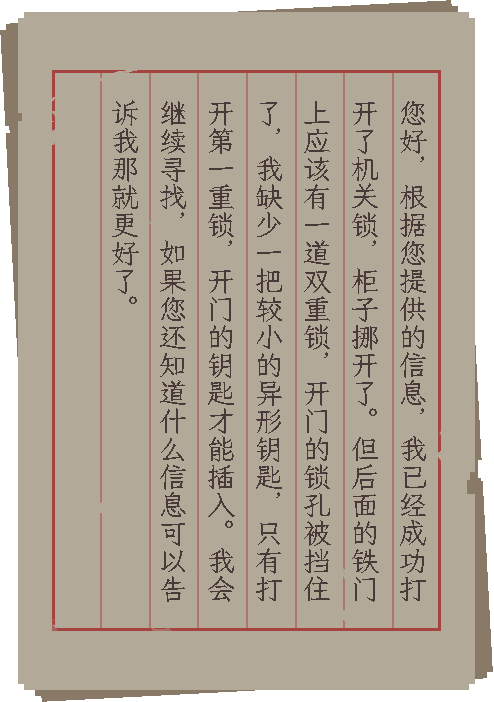 您好，根据您提供的信息，我已经成功打
开了机关锁，柜子挪开了。但后面的铁门
上应该有一道双重锁，开门的锁孔被挡住
了，我缺少一把较小的异形钥匙，只有打
开第一重锁，开门的钥匙才能插入。我会
继续寻找，如果您还知道什么信息可以告
诉我那就更好了。